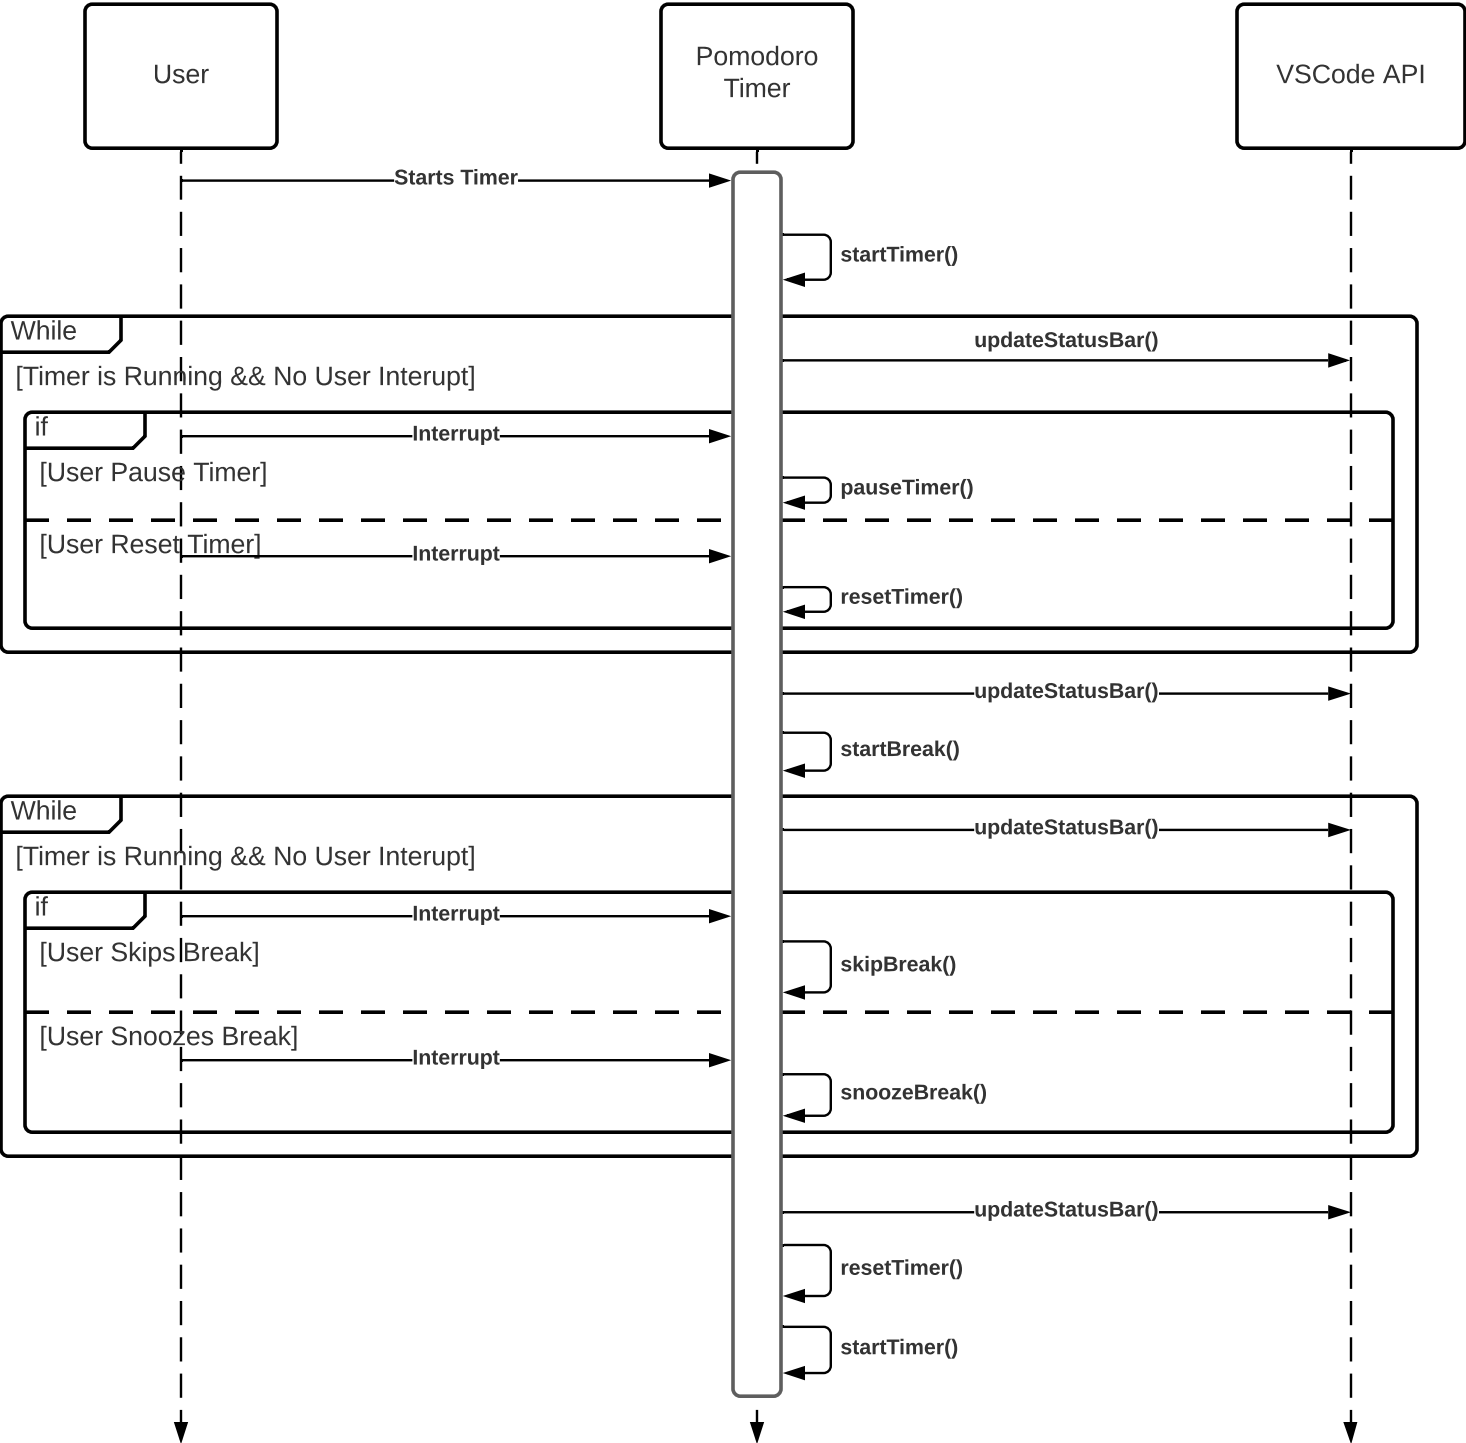 User
Pomodoro
Timer
VSCode API
Starts Timer
startTimer()
While
updateStatusBar()
[Timer is Running && No User Interupt]
if
Interrupt
[User Pause Timer]
pauseTimer()
[User Reset Timer]
Interrupt
resetTimer()
updateStatusBar()
startBreak()
While
updateStatusBar()
[Timer is Running && No User Interupt]
if
Interrupt
[User Skips Break]
skipBreak()
[User Snoozes Break]
Interrupt
snoozeBreak()
updateStatusBar()
resetTimer()
startTimer()